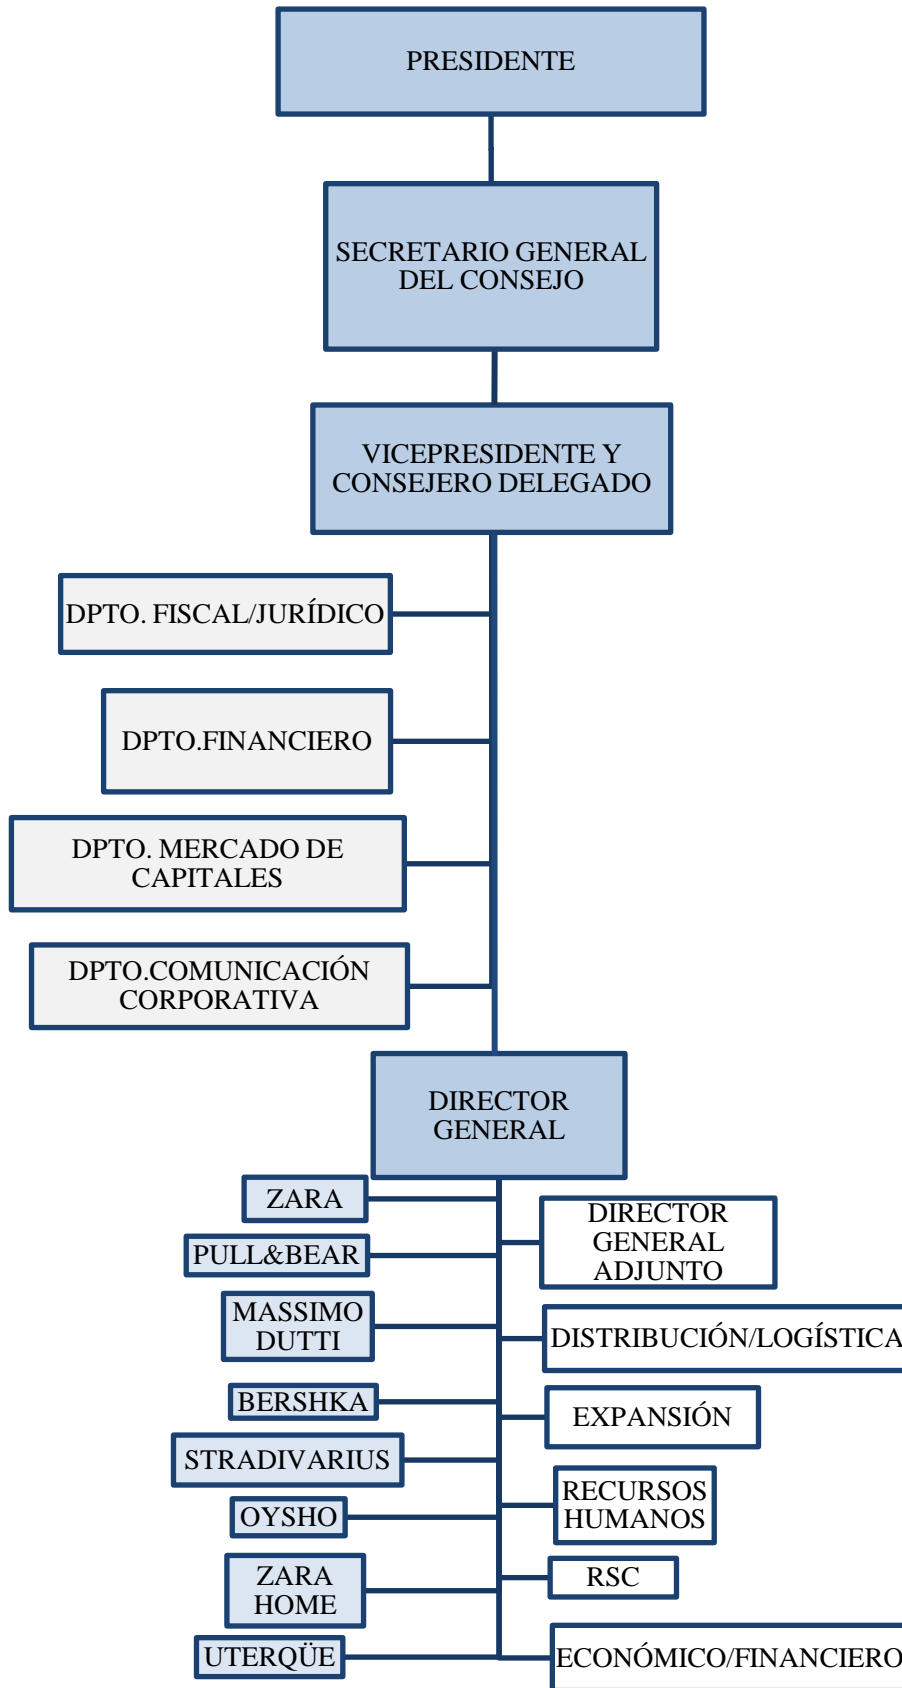 PRESIDENTE
SECRETARIO GENERAL
DEL CONSEJO
VICEPRESIDENTE Y
CONSEJERO DELEGADO
DPTO. FISCAL/JURÍDICO
DPTO.FINANCIERO
DPTO. MERCADO DE
CAPITALES
DPTO.COMUNICACIÓN
CORPORATIVA
DIRECTOR
GENERAL
ZARA
PULL&BEAR
MASSIMO
DUTTI
BERSHKA
STRADIVARIUS
OYSHO
ZARA
HOME
UTERQÜE
DIRECTOR
GENERAL
ADJUNTO
DISTRIBUCIÓN/LOGÍSTICA
EXPANSIÓN
RECURSOS
HUMANOS
RSC
ECONÓMICO/FINANCIERO